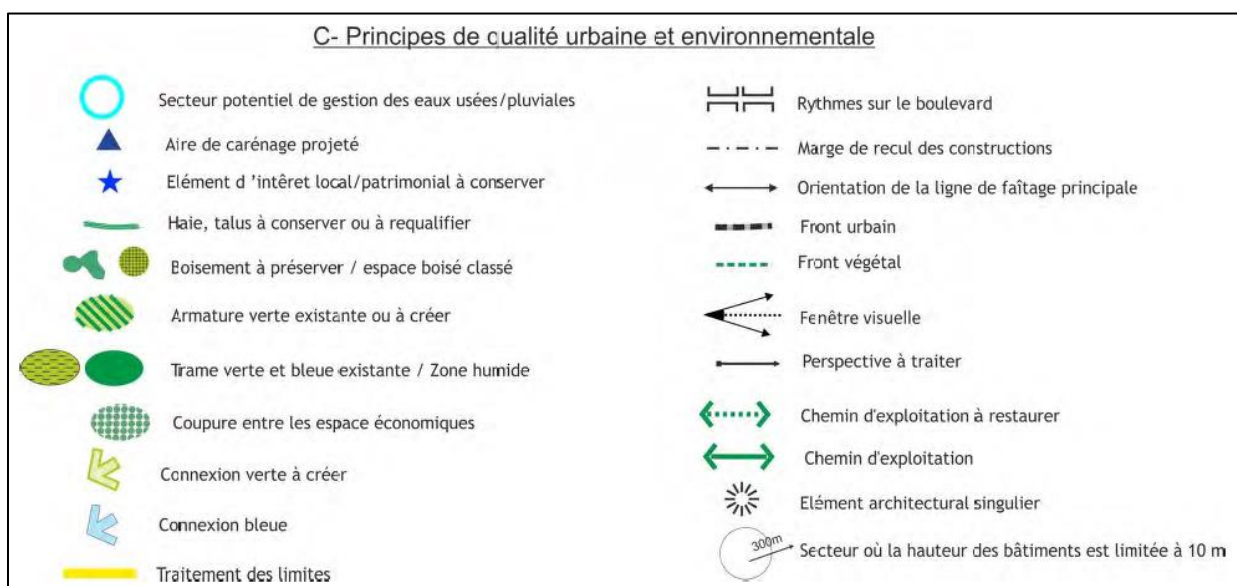 C- Principes de qualité urbaine et environnementale
Secteur potentiel de gestion des eaux usées/pluviales
Aire de carénage projeté
Elément d 'intêret local/patrimonial à conserver
Haie, talus à conserver ou à requalifier
Boisement à préserver / espace boisé classé
Armature verte existante ou à créer
Trame verte et bleue existante / Zone humide
Coupure entre les espace économiques
Connexion verte à créer
Connexion bleue
Traitement des limites
Rythmes sur le boulevard
Marge de recul des constructions
Orientation de la ligne de faîtage principale
Front urbain
Front végétal
Fenêtre visuelle
Perspective à traiter
Chemin d'exploitation à restaurer
Chemin d'exploitation
Elément architectural singulier
300m
Secteur où la hauteur des bâtiments est limitée à 10 m